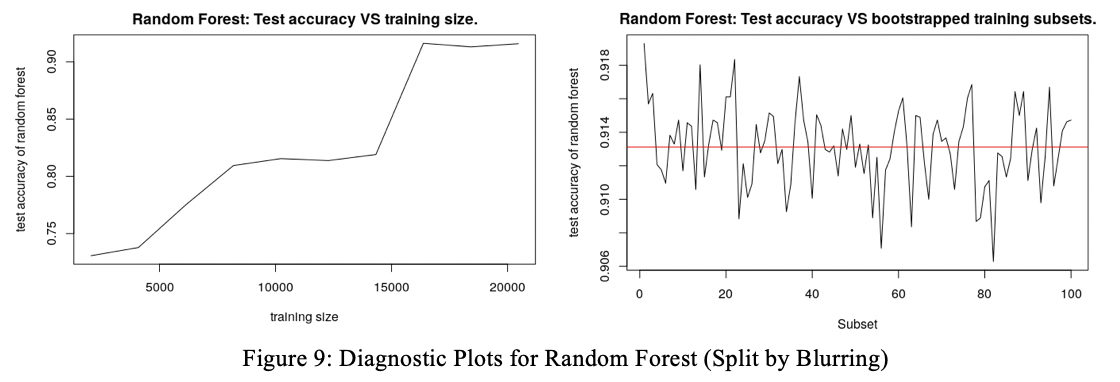 Random Forest: Test accuracy VS training size.
test accuracy of random forest
0.90
0.85
0.80
0.75
5000 10000 15000 20000
training size
Random Forest: Test accuracy VS bootstrapped training subsets.
test accuracy of random forest
0.918
0.914
0.910
0.906
0 20 40 60 80 100
Subset
Figure 9: Diagnostic Plots for Random Forest (Split by Blurring)